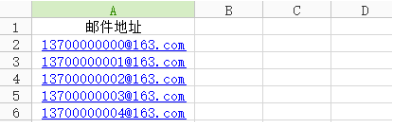 A B C D
1 邮件地址
2 13700000000@163.com
3 13700000001@163.com
4 13700000002@163.com
5 13700000003@163.com
6 13700000004@163.com